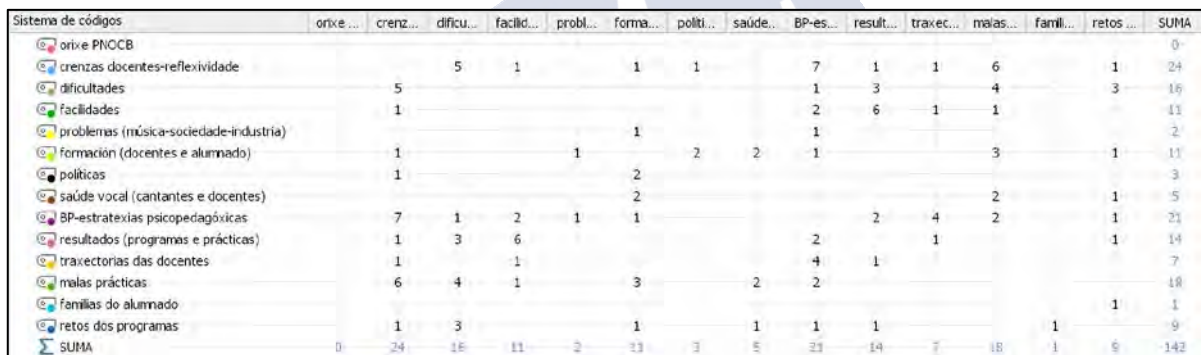 Sistema de códigos orixe ... crenz... dificu... facilid... probl... forma... políti... saúde... BP-es... result... traxec... malas... famili... retos ... SUMA
orixe PNOCB 0
crenzas docentes-reflexividade 5 1 1 1 7 1 1 6 1 24
dificultades 5 1 3 4 3 16
facilidades 1 2 6 1 1 11
problemas (música-sociedade-industria) 1 1 2
formación (docentes e alumnado) 1 1 2 2 1 3 1 11
políticas 1 2 3
saúde vocal (cantantes e docentes) 2 2 1 5
BP-estratexias psicopedagóxicas 7 1 2 1 1 2 4 2 1 21
resultados (programas e prácticas) 1 3 6 2 1 1 14
traxectorias das docentes 1 1 4 1 7
malas prácticas 6 4 1 3 2 2 18
familias do alumnado 1 1
retos dos programas 1 3 1 1 1 1 1 9
Σ SUMA 0 24 16 11 2 11 3 5 21 14 7 18 1 9 142